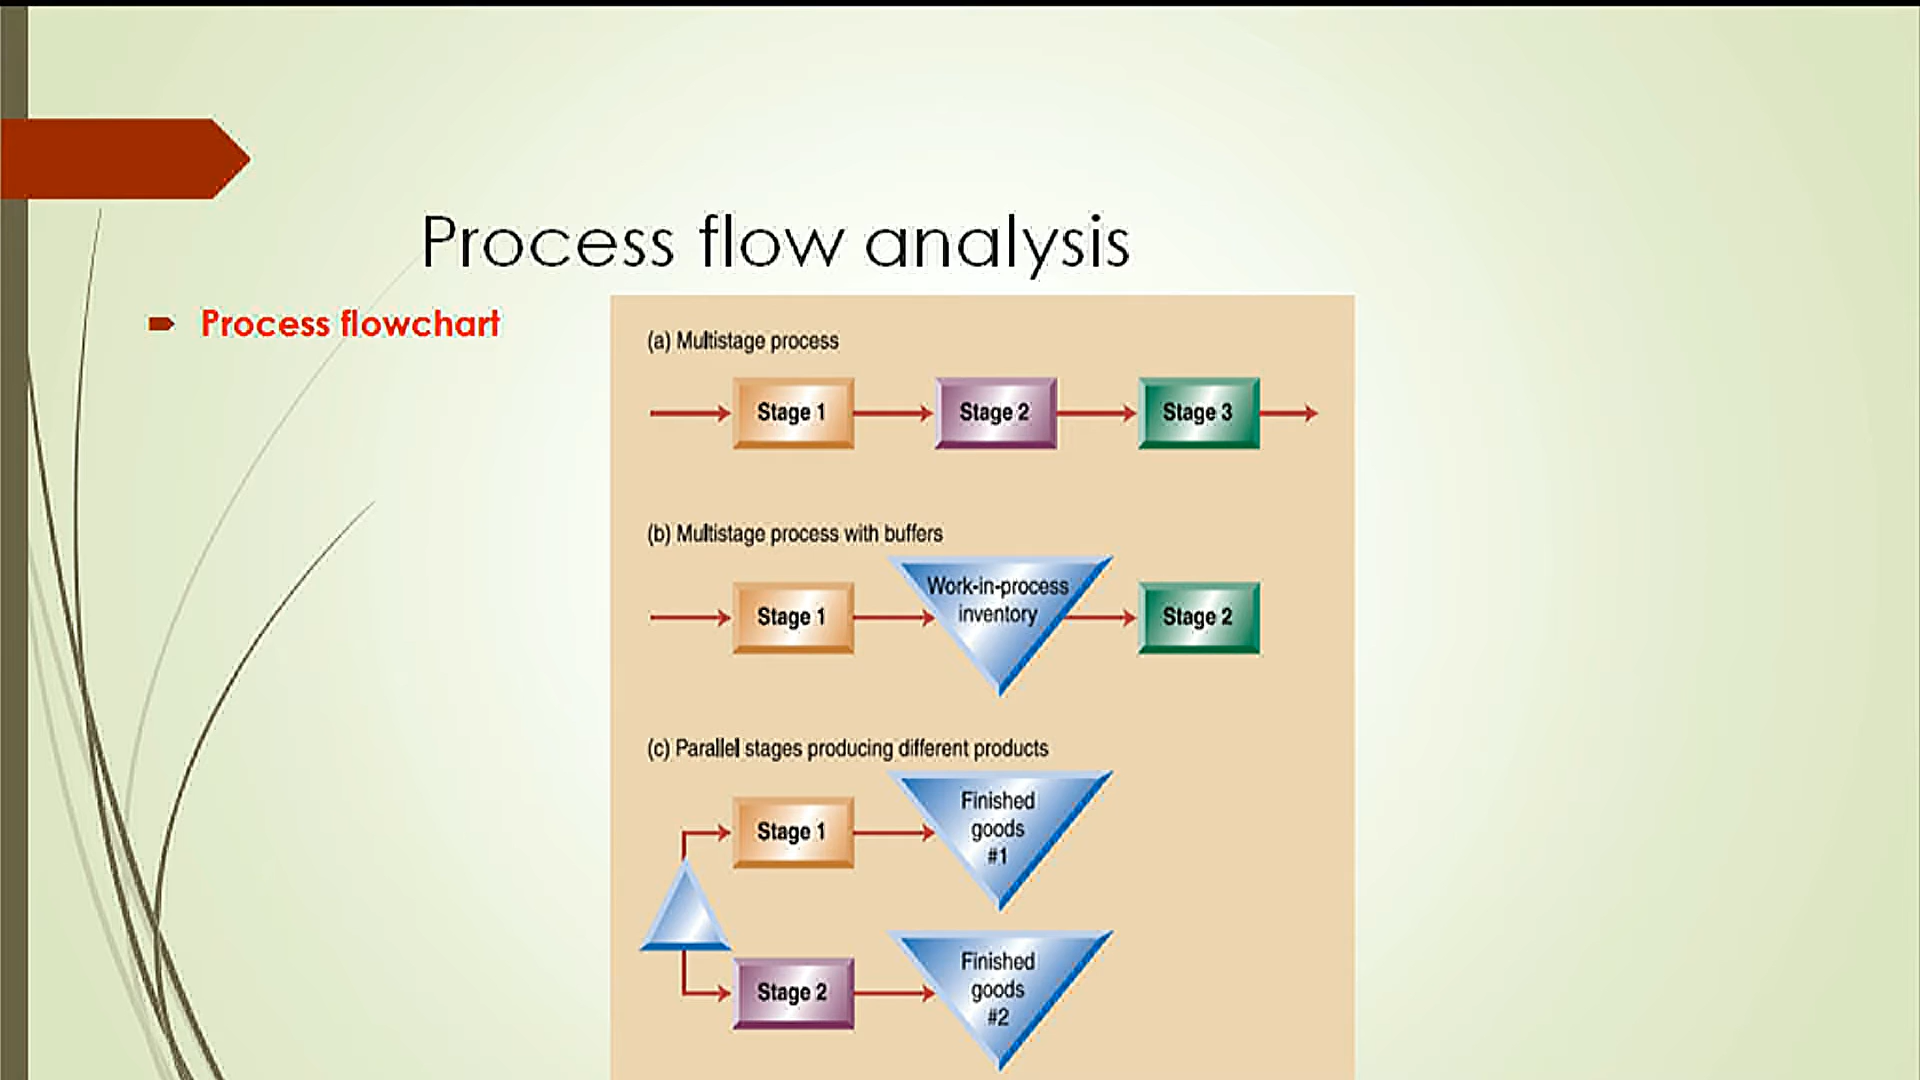 Process flow analysis
Process flowchart
(a) Multistage process
Stage 1
Stage 2
Stage 3
(b) Multistage process with buffers
Stage 1
Work-in-process
inventory
Stage 2
(c) Parallel stages producing different products
Stage 1
Finished
goods
#1
Stage 2
Finished
goods
#2